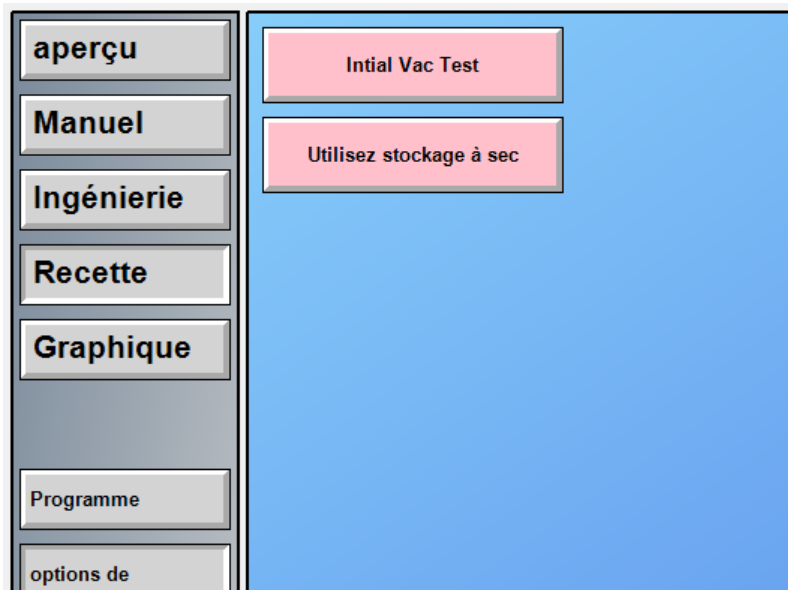 aperçu
Manuel
Ingénierie
Recette
Graphique
Programme
options de
Intial Vac Test
Utilisez stockage à sec